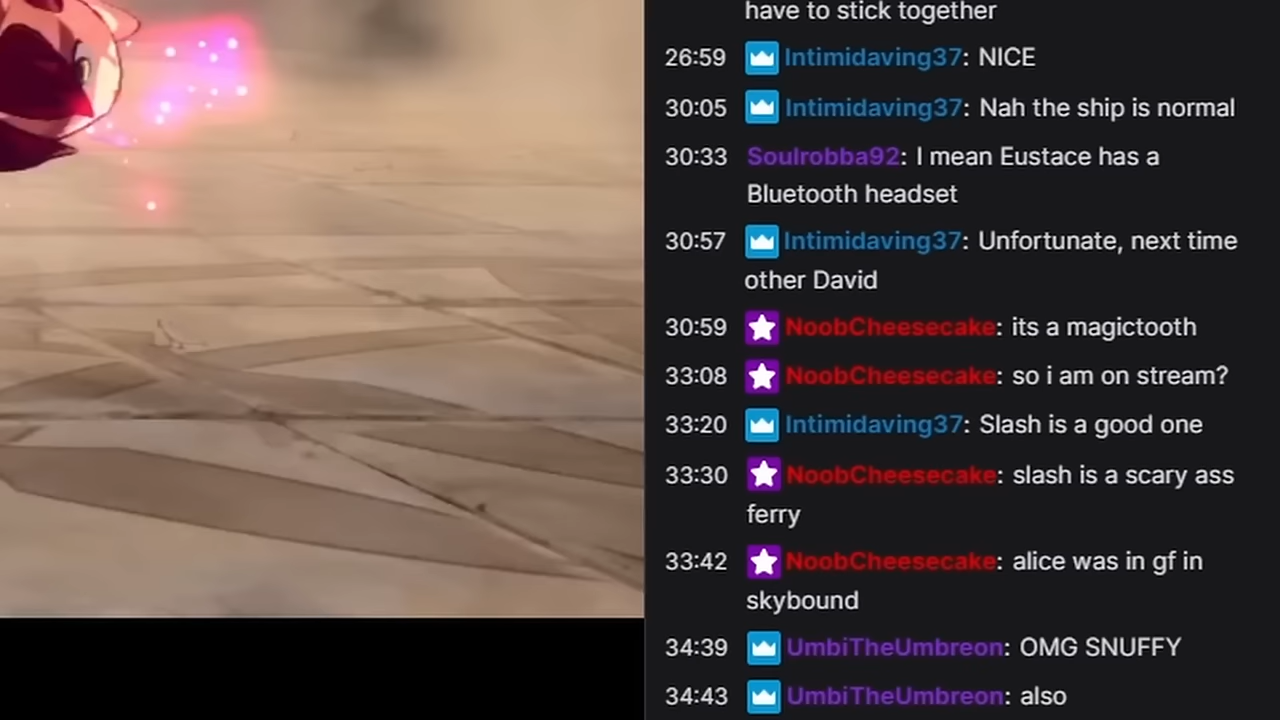 have to stick together
26:59 Intimidaving37: NICE
30:05 Intimidaving37: Nah the ship is normal
30:33 Soulrobba92: I mean Eustace has a
Bluetooth headset
30:57 Intimidaving37: Unfortunate, next time
other David
30:59 NoobCheesecake: its a magictooth
33:08 NoobCheesecake: so i am on stream?
33:20 Intimidaving37: Slash is a good one
33:30 NoobCheesecake: slash is a scary ass
ferry
33:42 NoobCheesecake: alice was in gf in
skybound
34:39 UmbiTheUmbreon: OMG SNUFFY
34:43 UmbiTheUmbreon: also